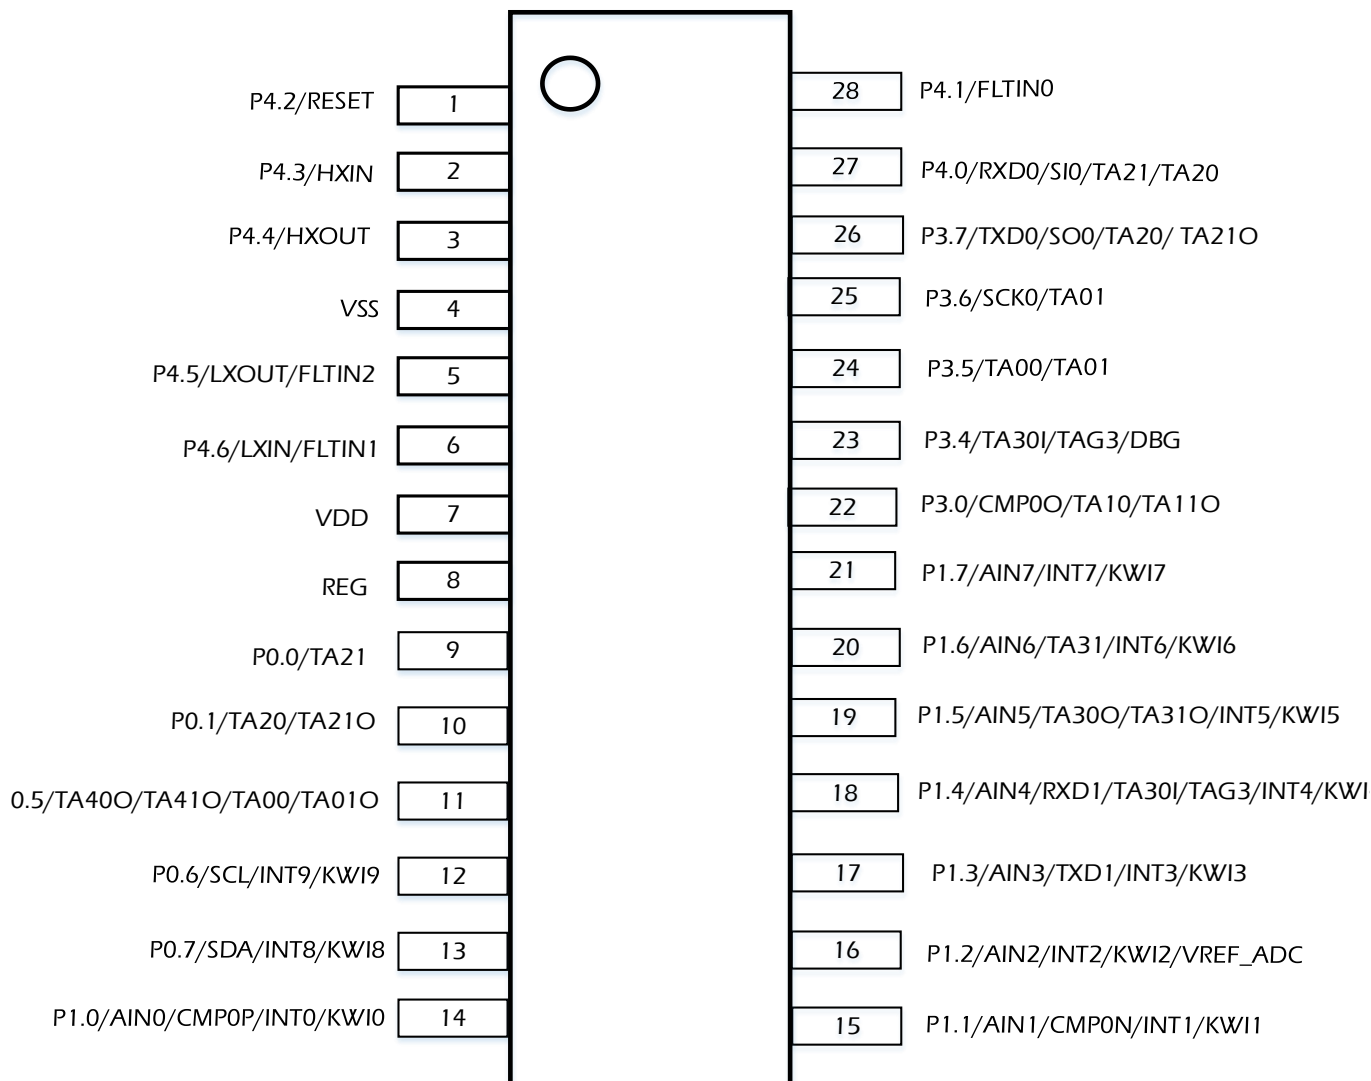 P4.2/RESET 1 28 P4.1/FLTIN0
P4.3/HXIN 2 27 P4.0/RXD0/SI0/TA21/TA20
P4.4/HXOUT 3 26 P3.7/TXD0/SO0/TA20/ TA21O
VSS 4 25 P3.6/SCK0/TA01
P4.5/LXOUT/FLTIN2 5 24 P3.5/TA00/TA01
P4.6/LXIN/FLTIN1 6 23 P3.4/TA30I/TAG3/DBG
VDD 7 22 P3.0/CMP0O/TA10/TA11O
REG 8 21 P1.7/AIN7/INT7/KWI7
P0.0/TA21 9 20 P1.6/AIN6/TA31/INT6/KWI6
P0.1/TA20/TA21O 10 19 P1.5/AIN5/TA30O/TA31O/INT5/KWI5
0.5/TA40O/TA41O/TA00/TA01O 11 18 P1.4/AIN4/RXD1/TA30I/TAG3/INT4/KWI
P0.6/SCL/INT9/KWI9 12 17 P1.3/AIN3/TXD1/INT3/KWI3
P0.7/SDA/INT8/KWI8 13 16 P1.2/AIN2/INT2/KWI2/VREF_ADC
P1.0/AIN0/CMP0P/INT0/KWI0 14 15 P1.1/AIN1/CMP0N/INT1/KWI1